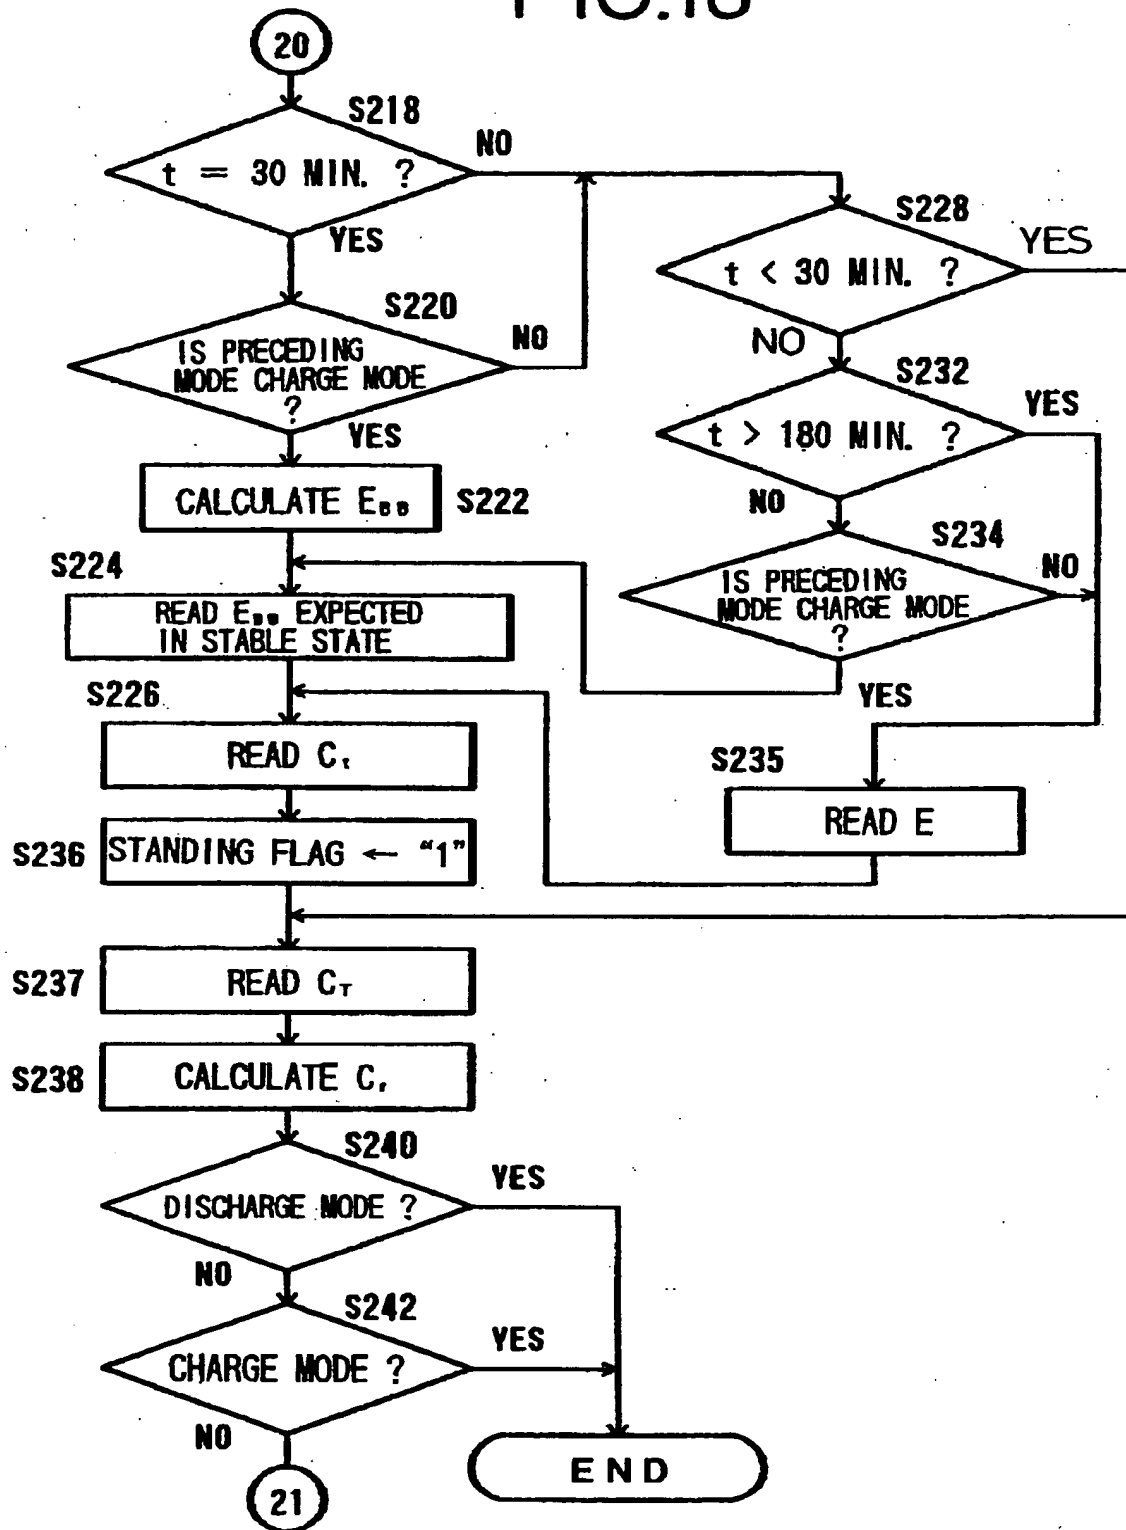 20
S218
t = 30 MIN. ?
NO
YES
S228
t < 30 MIN. ?
YES
NO
S220
IS PRECEDING
MODE CHARGE MODE
?
NO
YES
S232
t > 180 MIN. ?
YES
NO
CALCULATE E
S222
S234
IS PRECEDING
MODE CHARGE MODE
?
NO
YES
S224
READ E EXPECTED
IN STABLE STATE
S226
READ C
S235
READ E
S236
STANDING FLAG ← “1”
S237
READ CT
S238
CALCULATE C
S240
DISCHARGE MODE ?
YES
NO
S242
CHARGE MODE ?
YES
NO
END
21